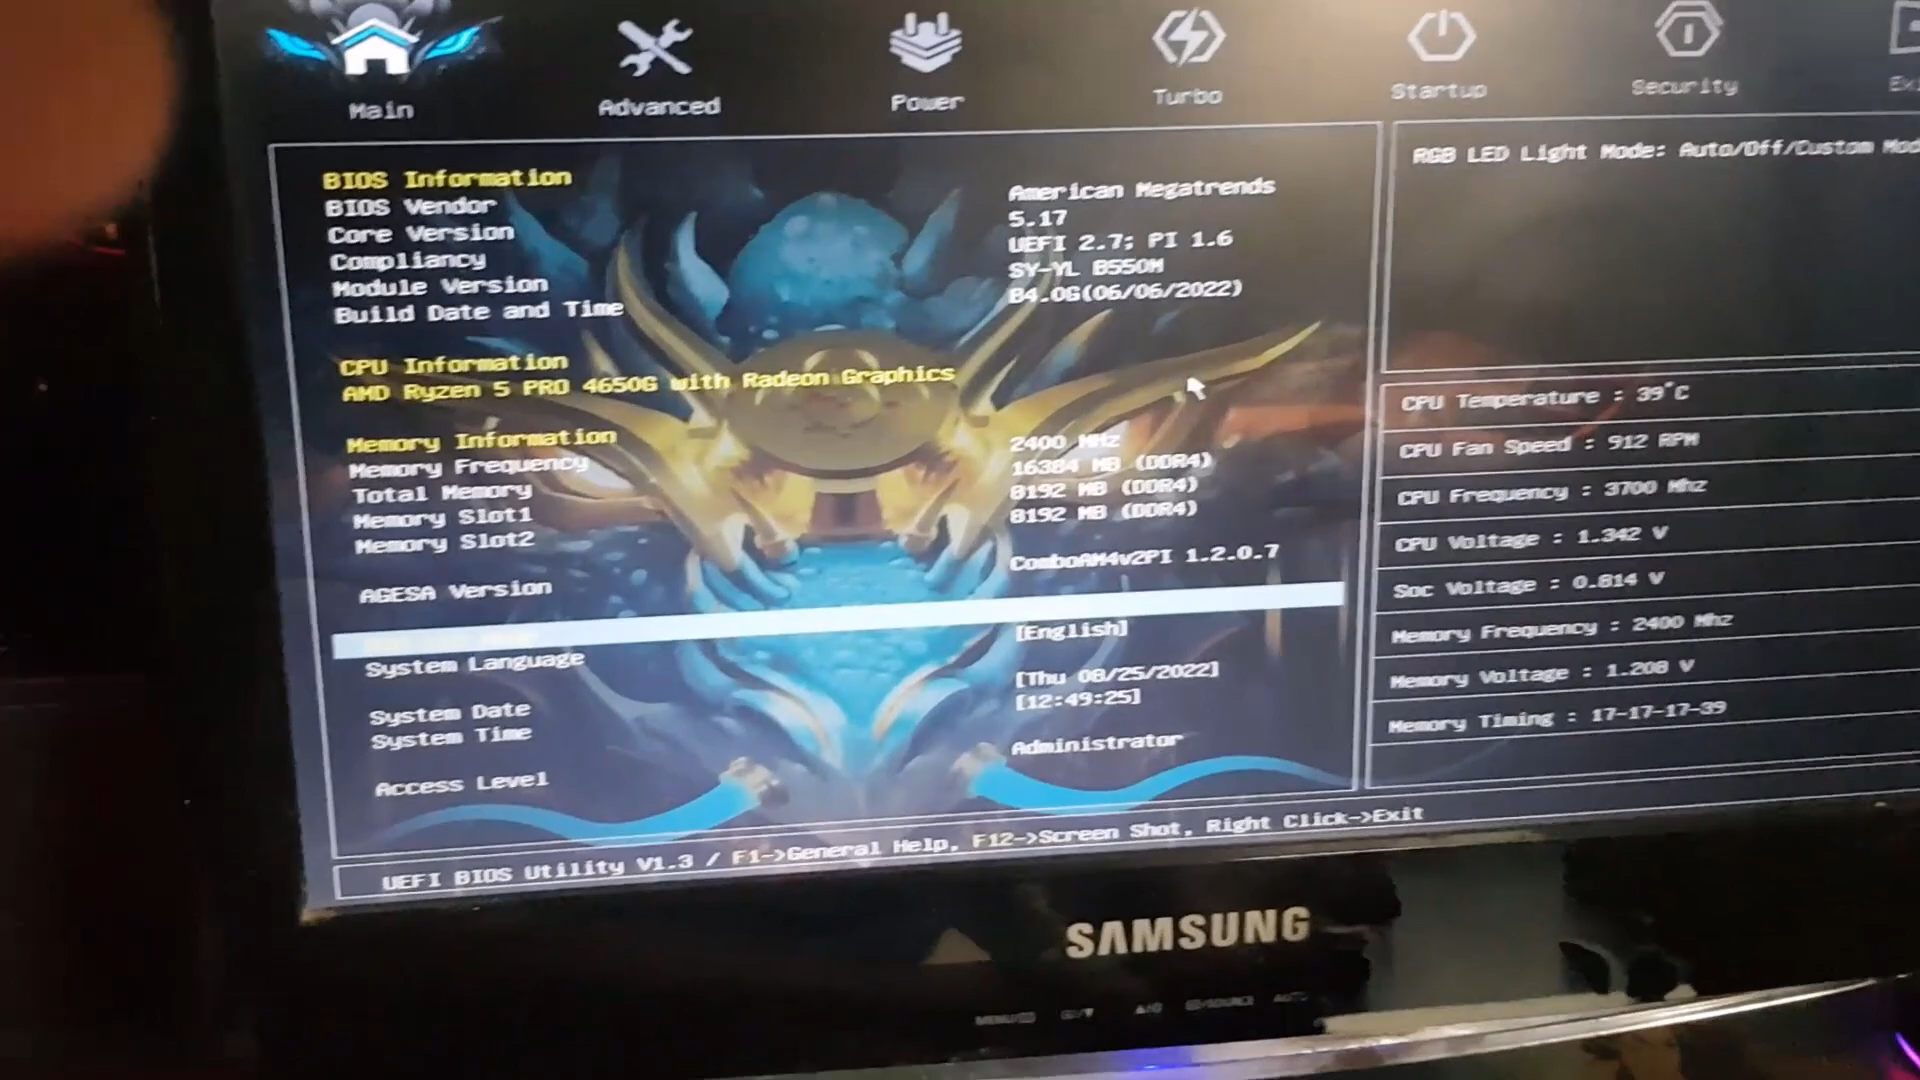 Main
Advanced
Power
Turbo
Startup
Security
BIOS Information
BIOS Vendor American Megatrends
Core Version 5.17
Compliancy UEFI 2.7; PI 1.6
Module Version SY-YL B550M
Build Date and Time B4.0G(06/06/2022)
CPU Information
AMD Ryzen 5 PRO 4650G with Radeon Graphics
Memory Information
Memory Frequency 2400 MHz
Total Memory 16384 MB (DDR4)
Memory Slot1 8192 MB (DDR4)
Memory Slot2 8192 MB (DDR4)
AGESA Version ComboAM4v2PI 1.2.0.7
System Language [English]
System Date [Thu 08/25/2022]
System Time [12:49:25]
Access Level Administrator
RGB LED Light Mode: Auto/Off/Custom
CPU Temperature : 39°C
CPU Fan Speed : 912 RPM
CPU Frequency : 3700 Mhz
CPU Voltage : 1.342 V
Soc Voltage : 0.814 V
Memory Frequency : 2400 Mhz
Memory Voltage : 1.208 V
Memory Timing : 17-17-17-39
UEFI BIOS Utility V1.3 / F1->General Help, F12->Screen Shot, Right Click->Exit
SAMSUNG